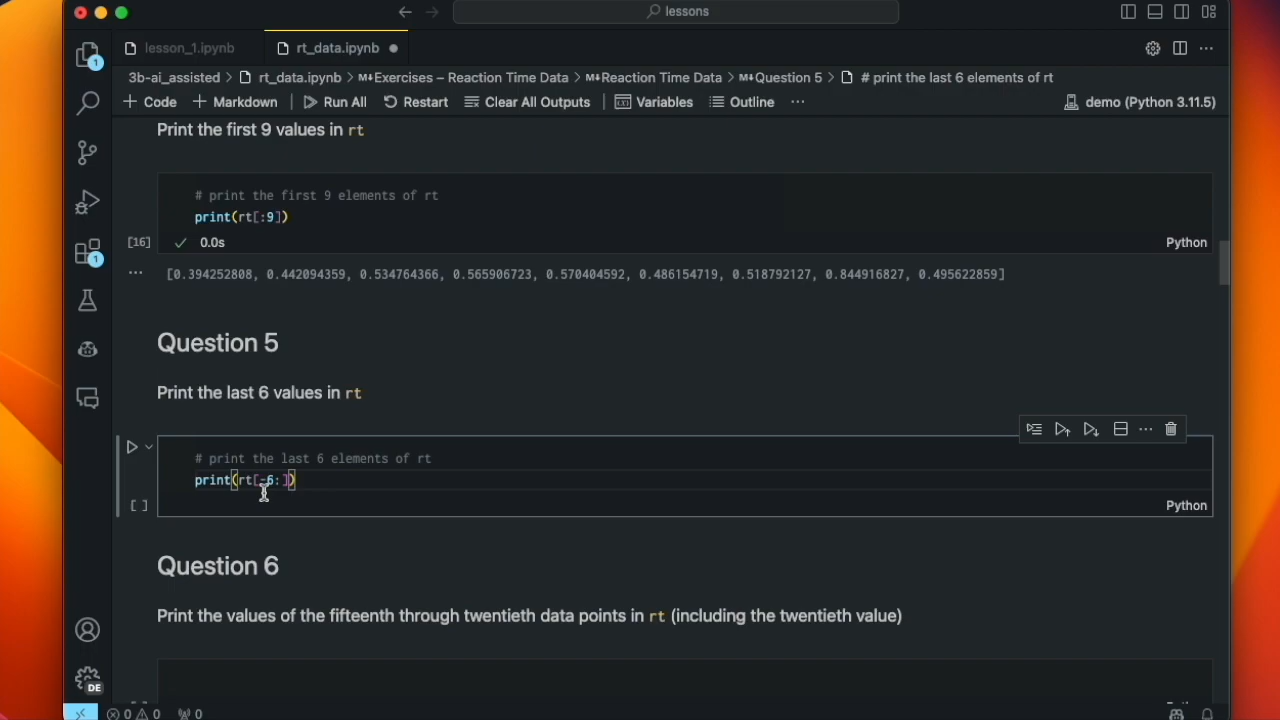 lessons
lesson_1.ipynb
rt_data.ipynb
3b-ai_assisted > rt_data.ipynb > M↓Exercises – Reaction Time Data > M↓Reaction Time Data > M↓Question 5 > # print the last 6 elements of rt
+ Code + Markdown Run All Restart Clear All Outputs Variables Outline ··· demo (Python 3.11.5)
Print the first 9 values in rt
# print the first 9 elements of rt
print(rt[:9])
[16] ✓ 0.0s Python
··· [0.394252808, 0.442094359, 0.534764366, 0.565906723, 0.570404592, 0.486154719, 0.518792127, 0.844916827, 0.495622859]
Question 5
Print the last 6 values in rt
# print the last 6 elements of rt
print(rt[-6:])
[ ] Python
Question 6
Print the values of the fifteenth through twentieth data points in rt (including the twentieth value)
1
1
DE
0 0 0